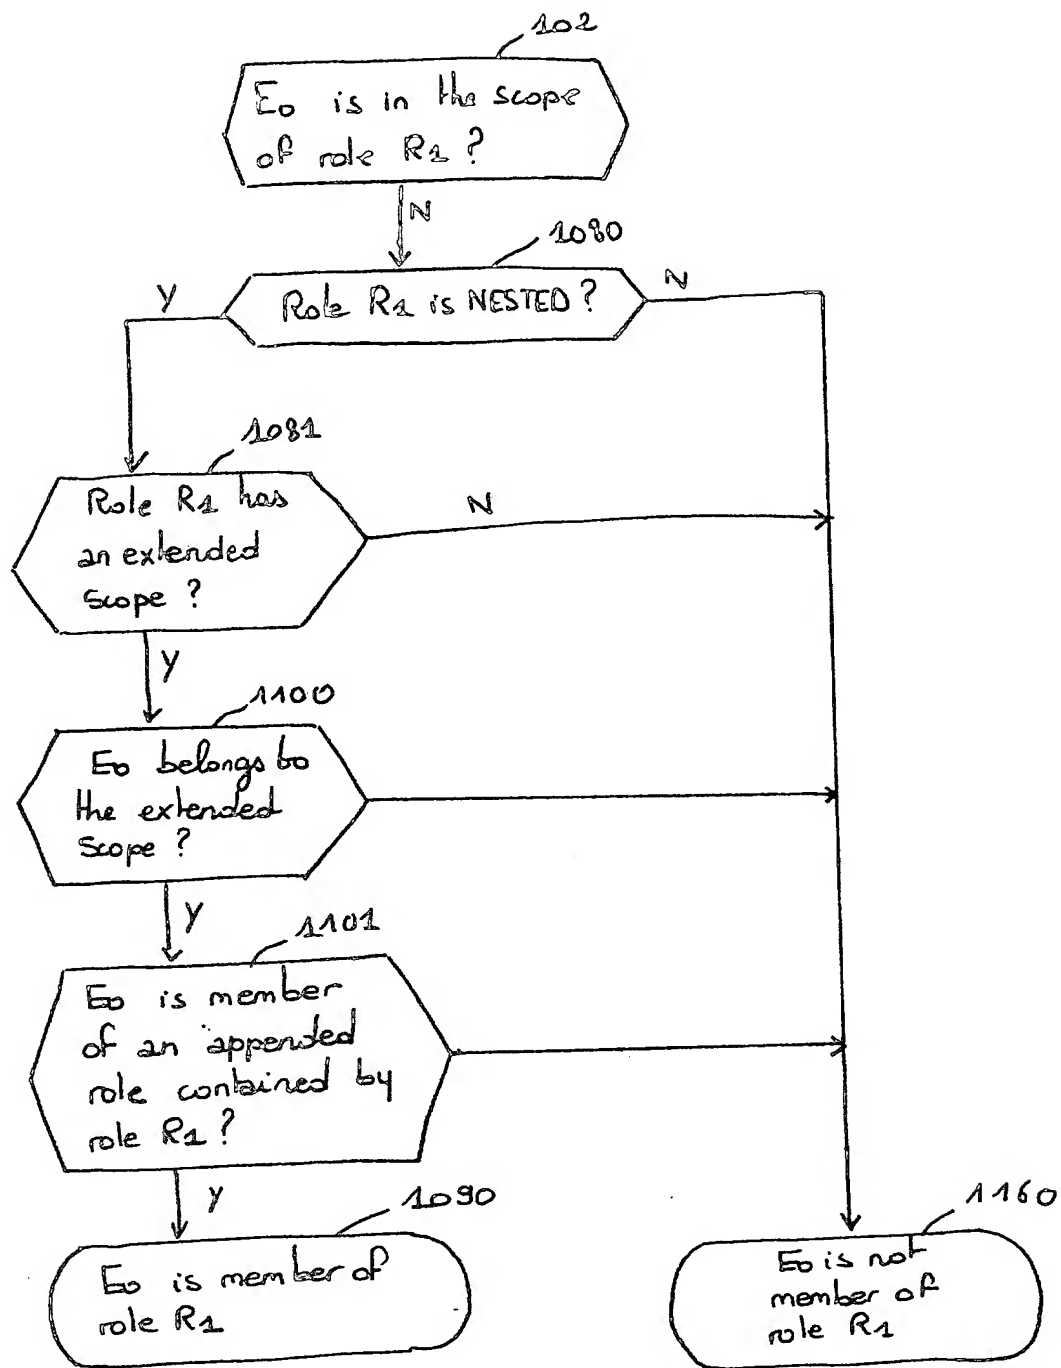 102
E0 is in the scope
of role R1 ?
N
1080
Y
Role R1 is NESTED ?
N
1081
Role R1 has
an extended
scope ?
N
Y
1100
E0 belongs to
the extended
scope ?
Y
1101
E0 is member
of an appended
role contained by
role R1 ?
Y
1090
E0 is member of
role R1
1160
E0 is not
member of
role R1